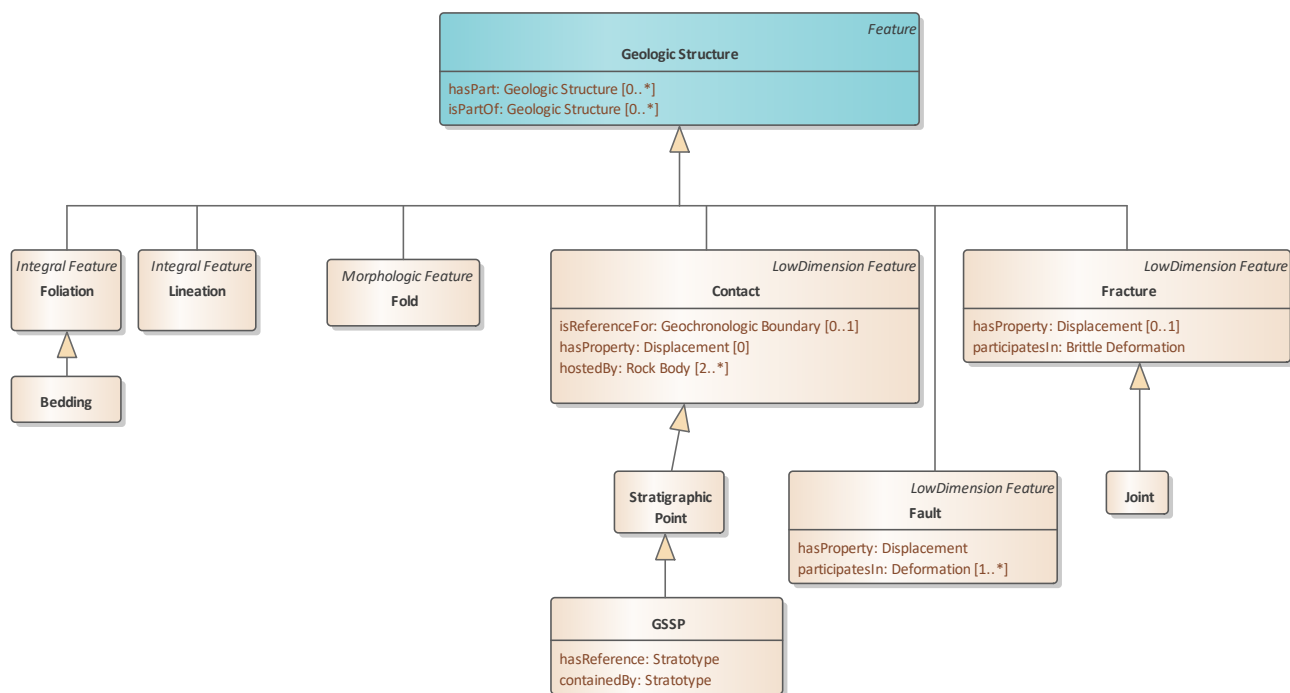 Feature
Geologic Structure
hasPart: Geologic Structure [0..*]
isPartOf: Geologic Structure [0..*]
Integral Feature
Foliation
Integral Feature
Lineation
Morphologic Feature
Fold
LowDimension Feature
Contact
isReferenceFor: Geochronologic Boundary [0..1]
hasProperty: Displacement [0]
hostedBy: Rock Body [2..*]
LowDimension Feature
Fracture
hasProperty: Displacement [0..1]
participatesIn: Brittle Deformation
Bedding
Stratigraphic
Point
LowDimension Feature
Fault
hasProperty: Displacement
participatesIn: Deformation [1..*]
Joint
GSSP
hasReference: Stratotype
containedBy: Stratotype